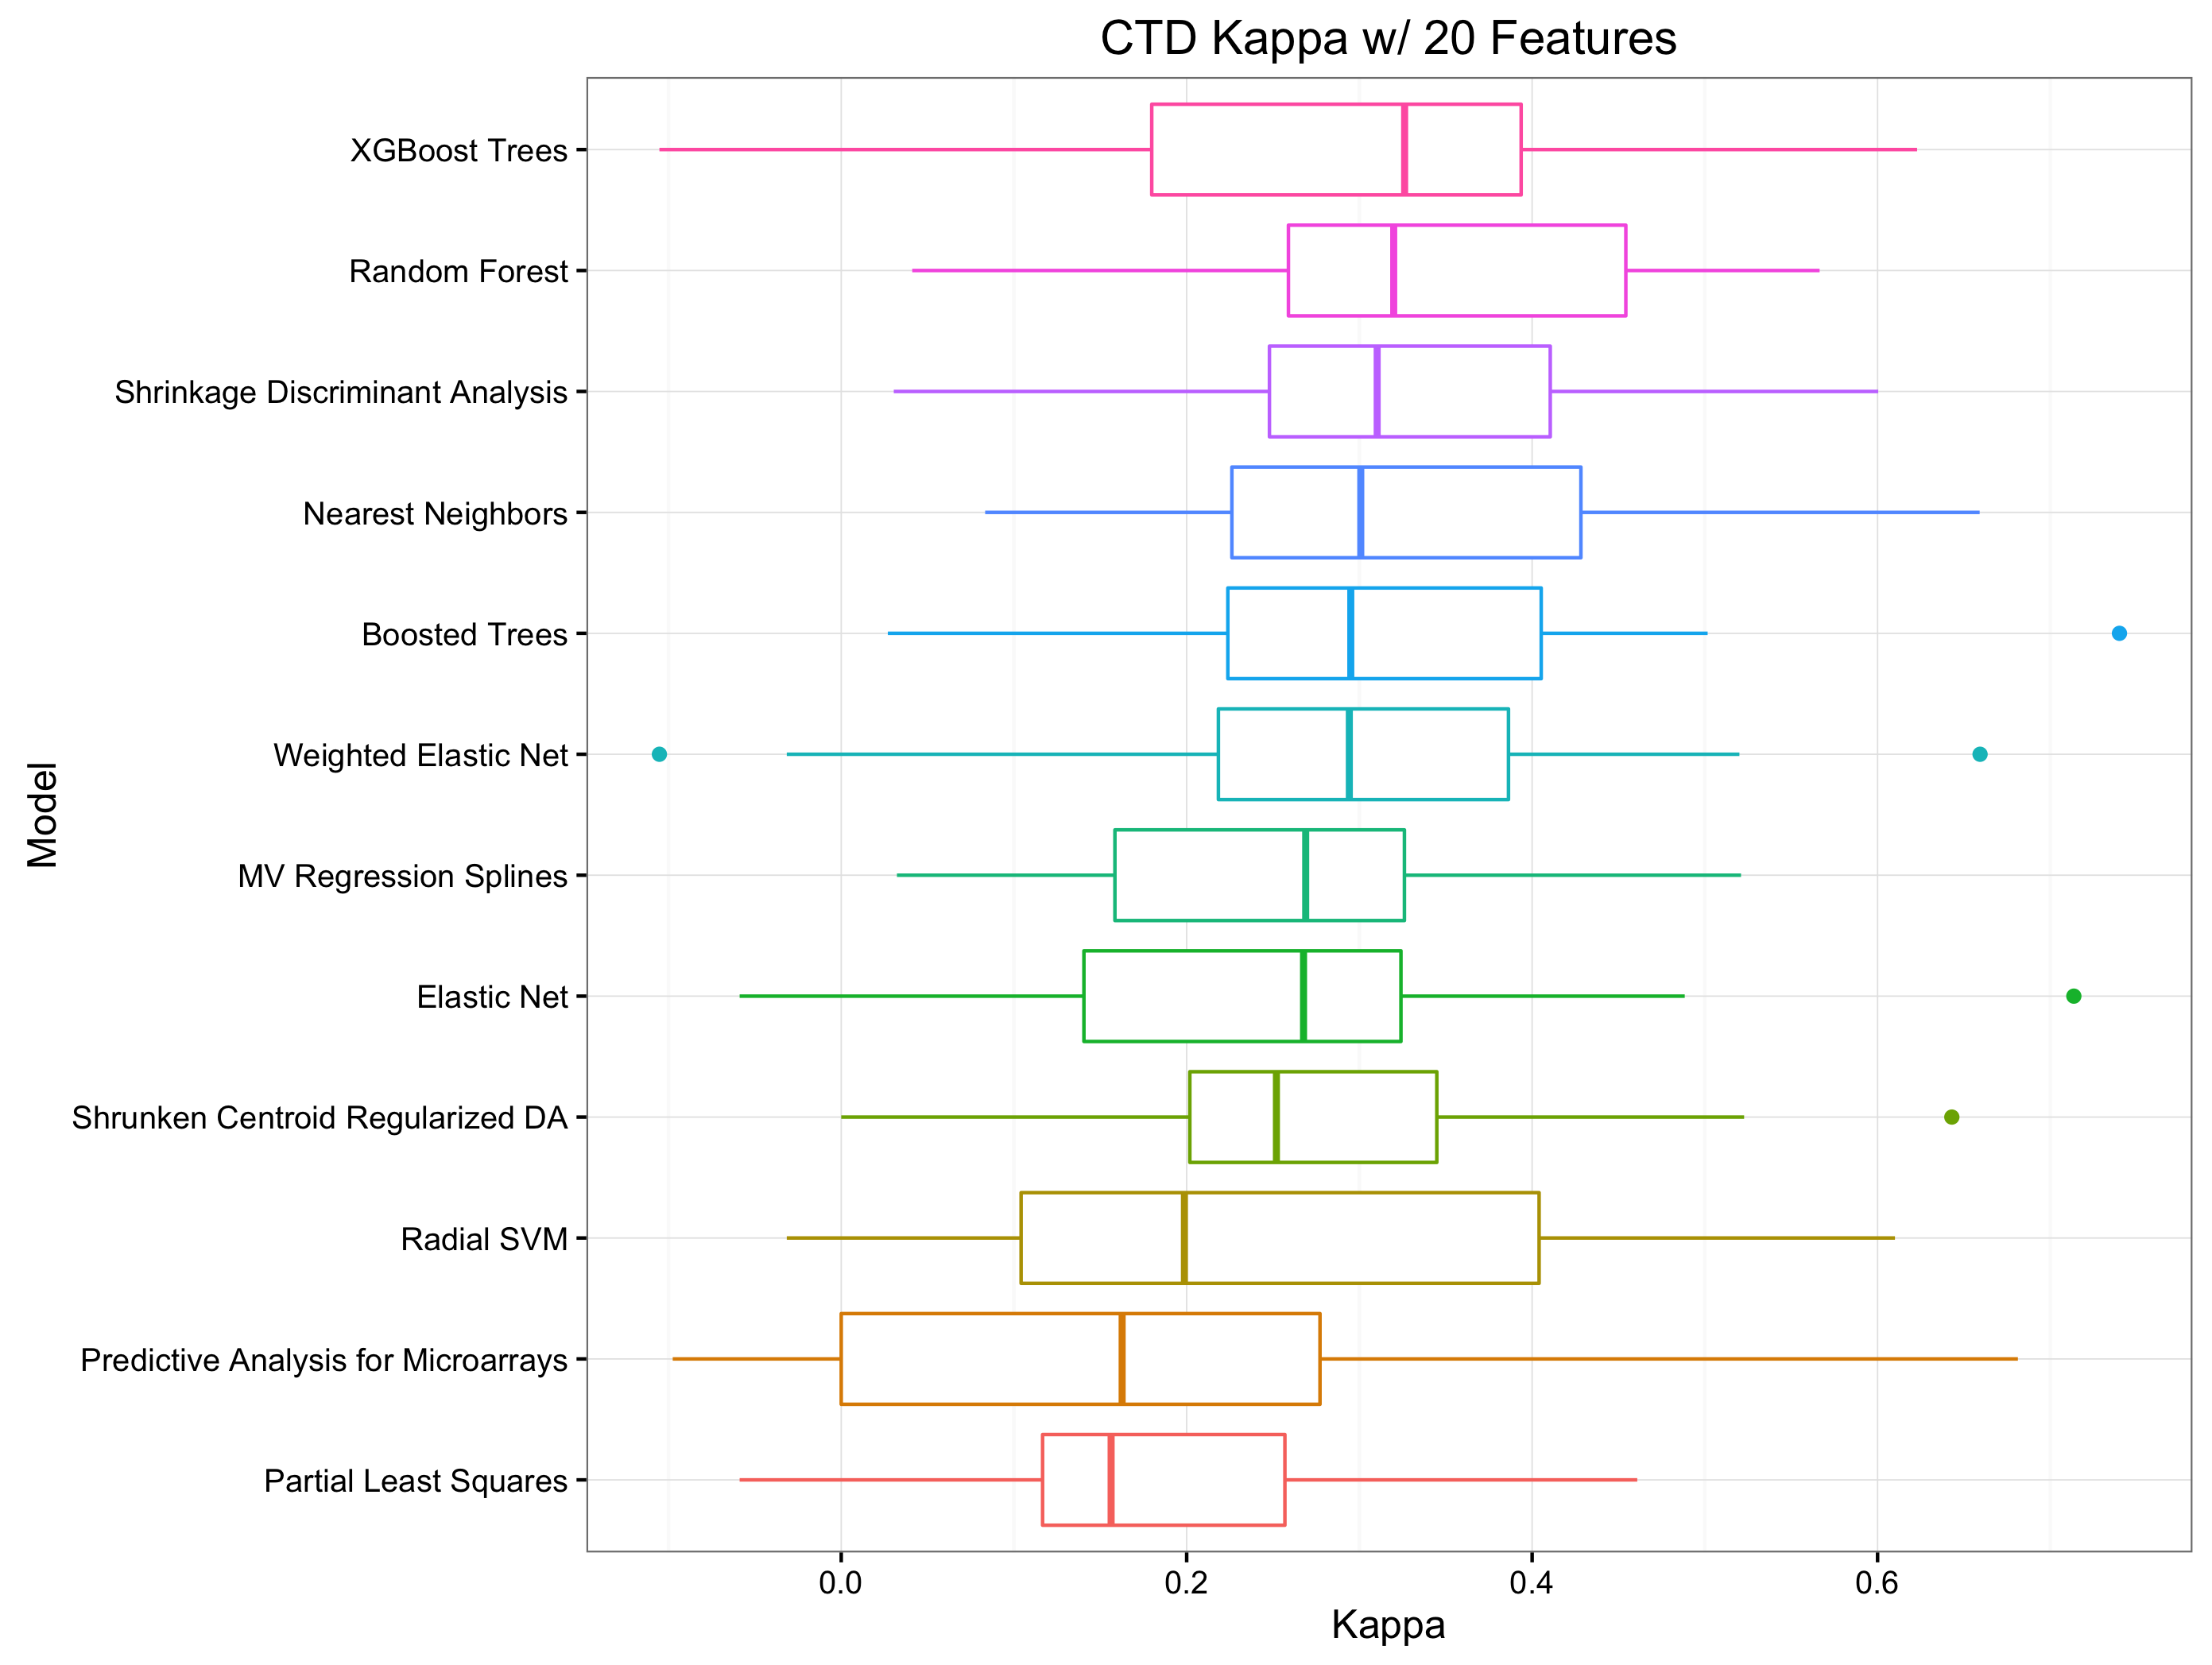 CTD Kappa w/ 20 Features
XGBoost Trees
Random Forest
Shrinkage Discriminant Analysis
Nearest Neighbors
Boosted Trees
Weighted Elastic Net
MV Regression Splines
Elastic Net
Shrunken Centroid Regularized DA
Radial SVM
Predictive Analysis for Microarrays
Partial Least Squares
Model
0.0 0.2 0.4 0.6
Kappa